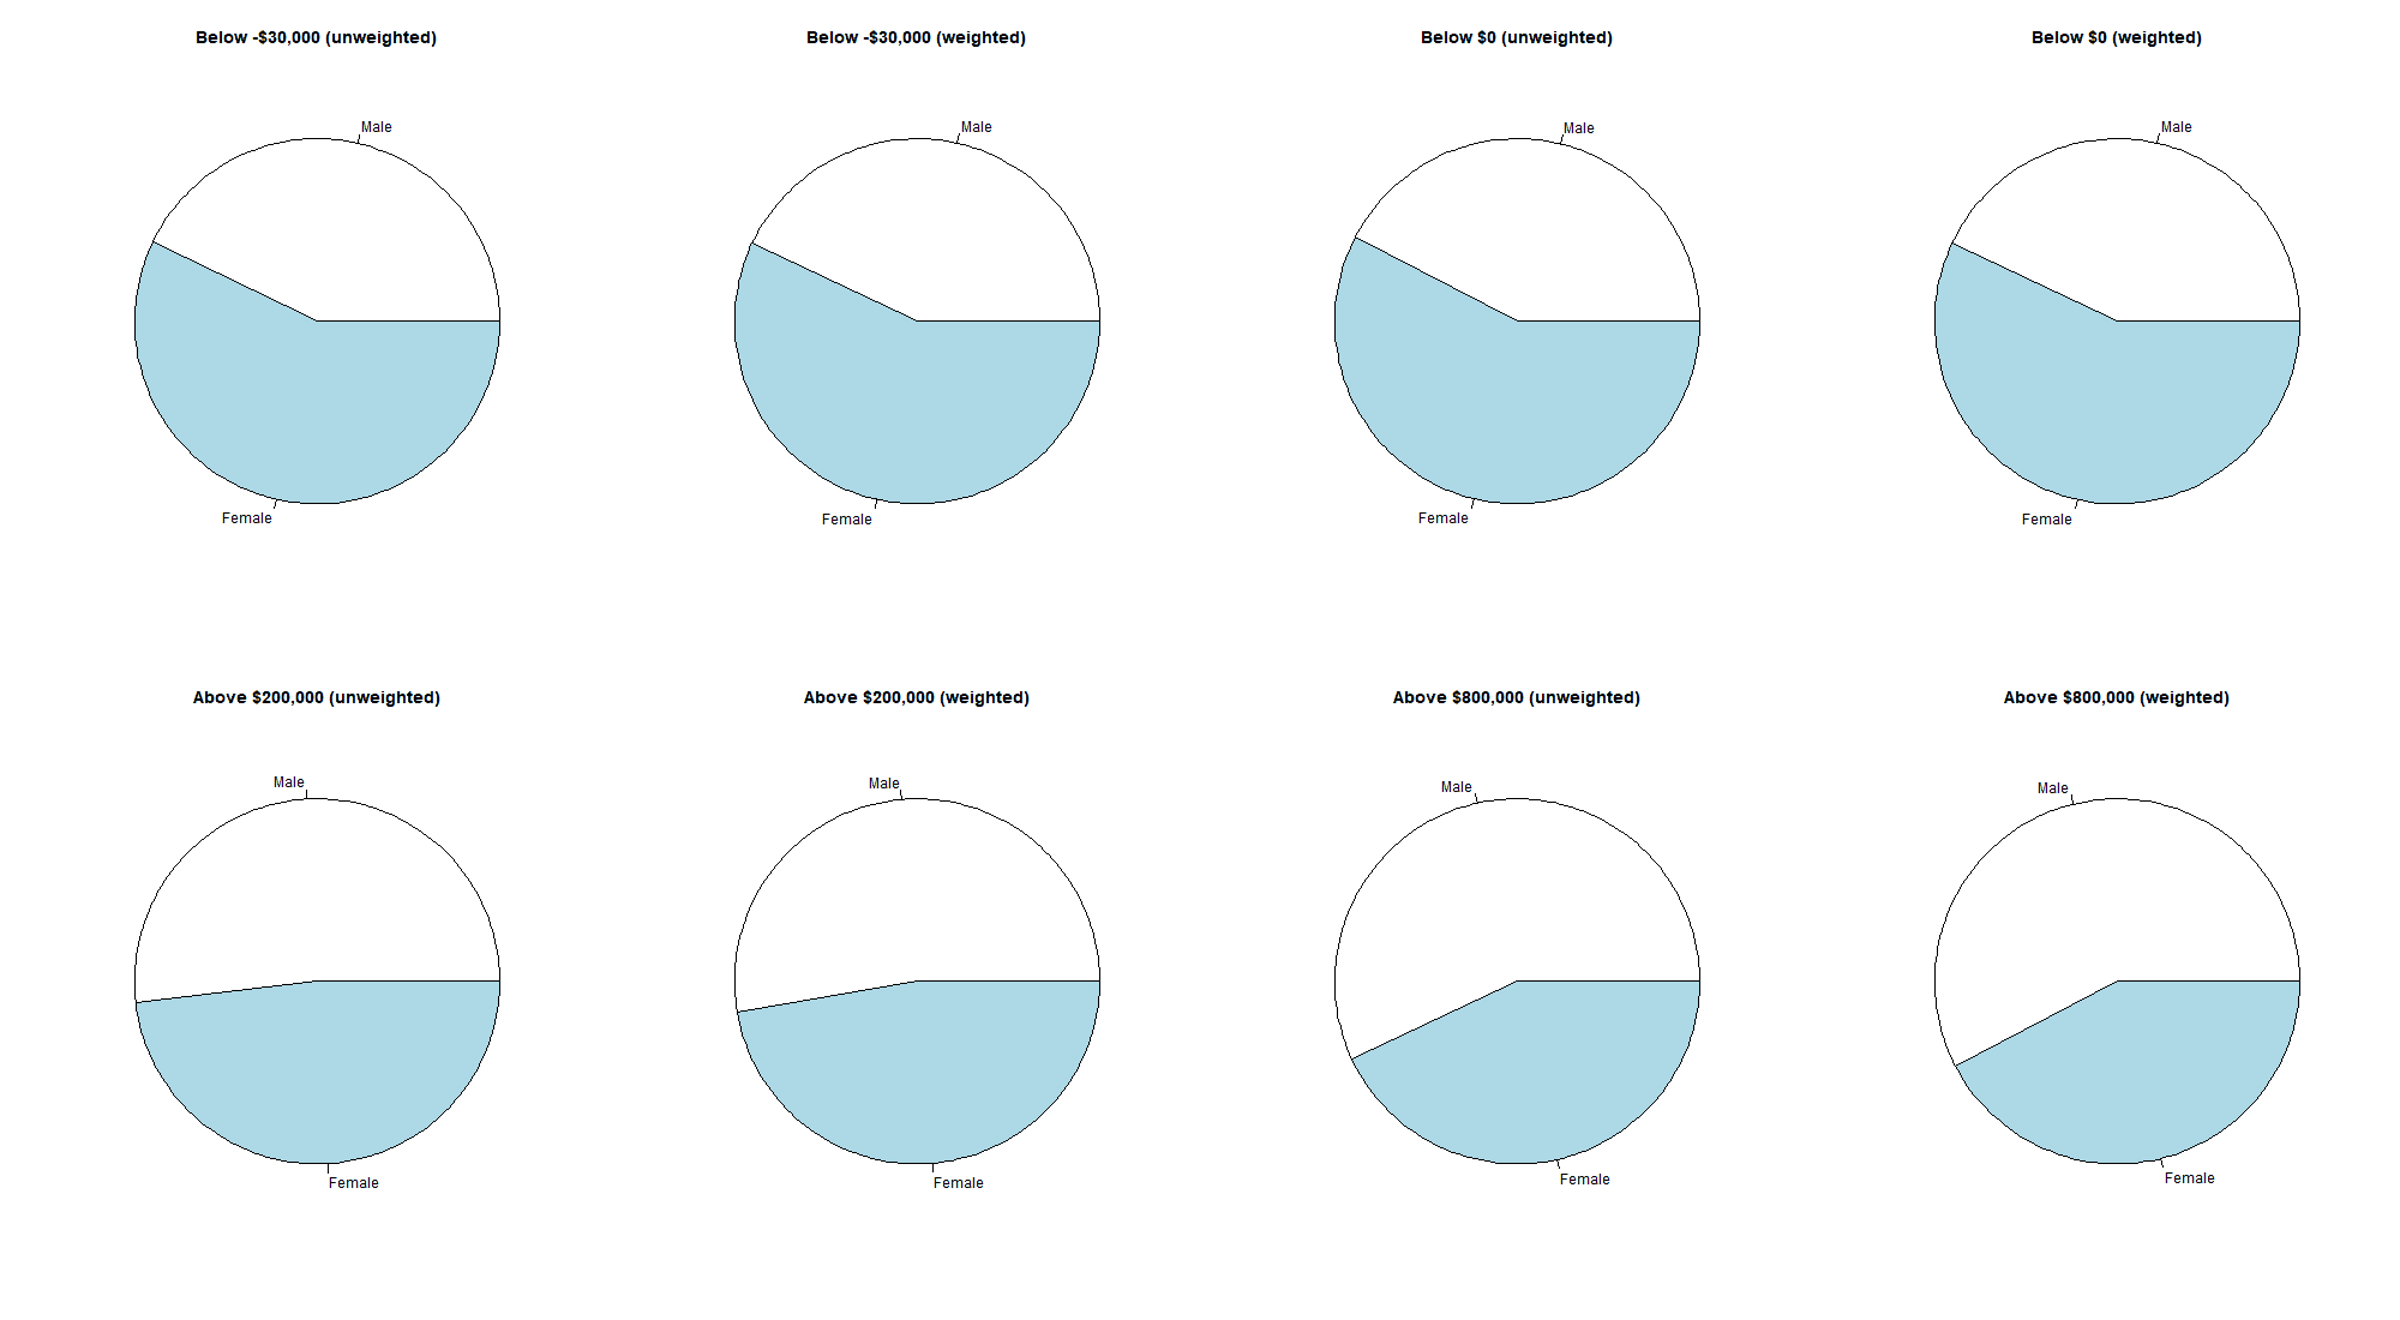 Below -$30,000 (unweighted)
Male
Female
Below -$30,000 (weighted)
Male
Female
Below $0 (unweighted)
Male
Female
Below $0 (weighted)
Male
Female
Above $200,000 (unweighted)
Male
Female
Above $200,000 (weighted)
Male
Female
Above $800,000 (unweighted)
Male
Female
Above $800,000 (weighted)
Male
Female